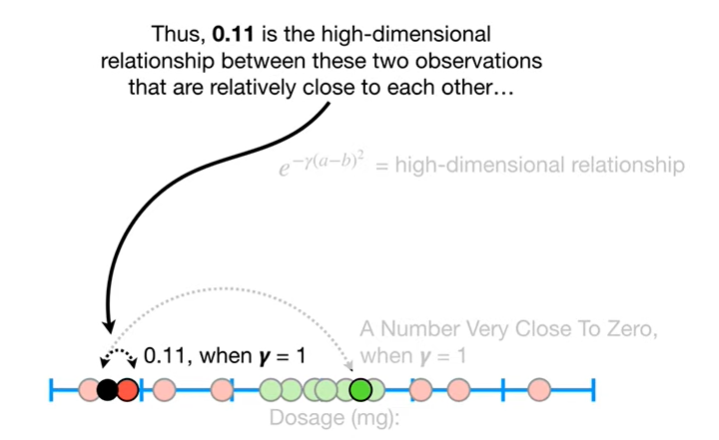 Thus, 0.11 is the high-dimensional
relationship between these two observations
that are relatively close to each other…
e^−γ(a−b)² = high-dimensional relationship
A Number Very Close To Zero,
when γ = 1
0.11, when γ = 1
Dosage (mg):